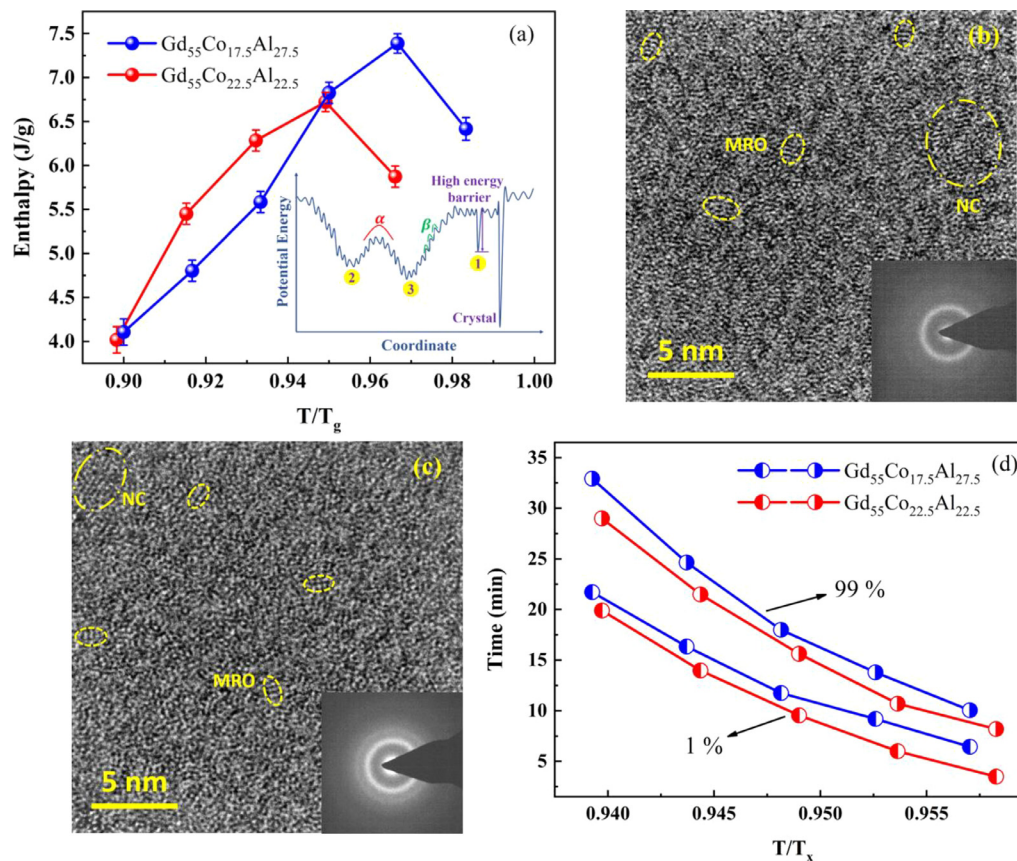 (a)
Gd55Co17.5Al27.5
Gd55Co22.5Al22.5
Enthalpy (J/g)
7.5
7.0
6.5
6.0
5.5
5.0
4.5
4.0
0.90 0.92 0.94 0.96 0.98 1.00
T/Tg
Potential Energy
Coordinate
α
β
High energy
barrier
1
2
3
Crystal
(b)
MRO
NC
5 nm
(c)
NC
MRO
5 nm
(d)
Gd55Co17.5Al27.5
Gd55Co22.5Al22.5
Time (min)
35
30
25
20
15
10
5
99 %
1 %
0.940 0.945 0.950 0.955
T/Tx